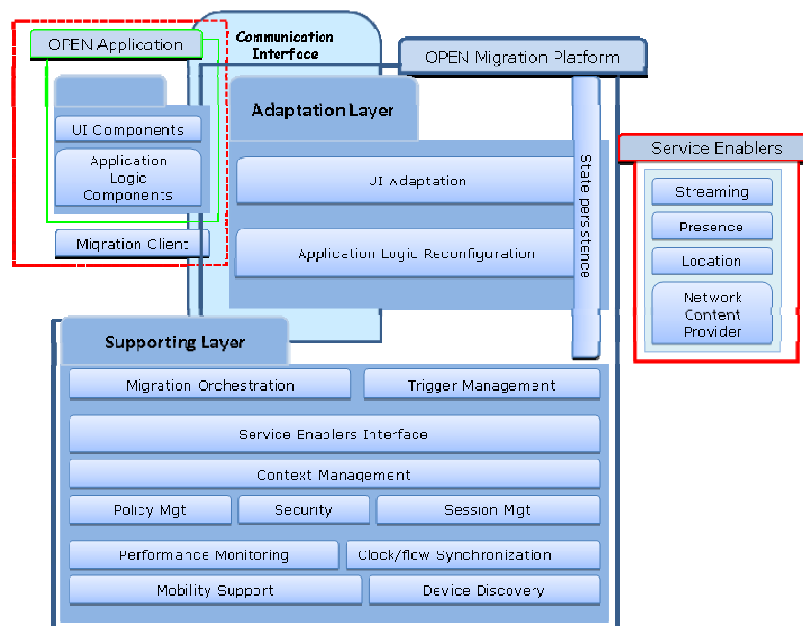 Communication
Interface
OPEN Application
OPEN Migration Platform
Adaptation Layer
UI Components
Application
Logic
Components
Migration Client
UI Adaptation
Application Logic Reconfiguration
State persistence
Service Enablers
Streaming
Presence
Location
Network
Content
Provider
Supporting Layer
Migration Orchestration
Trigger Management
Service Enablers Interface
Context Management
Policy Mgt
Security
Session Mgt
Performance Monitoring
Clock/flow Synchronization
Mobility Support
Device Discovery